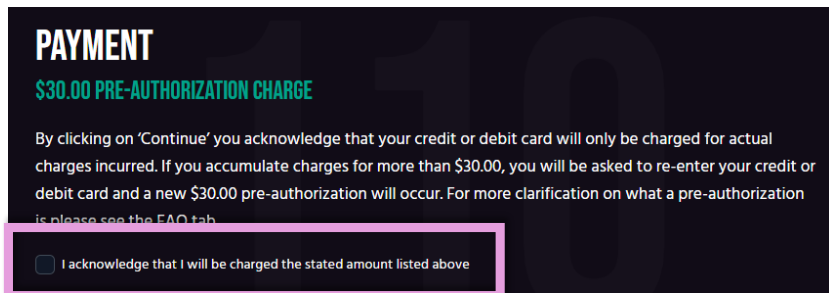 PAYMENT
$30.00 PRE-AUTHORIZATION CHARGE
By clicking on ‘Continue’ you acknowledge that your credit or debit card will only be charged for actual
charges incurred. If you accumulate charges for more than $30.00, you will be asked to re-enter your credit or
debit card and a new $30.00 pre-authorization will occur. For more clarification on what a pre-authorization
is please see the FAQ tab
I acknowledge that I will be charged the stated amount listed above